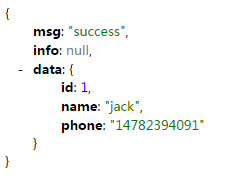 {
msg: "success",
info: null,
- data: {
id: 1,
name: "jack",
phone: "14782394091"
}
}